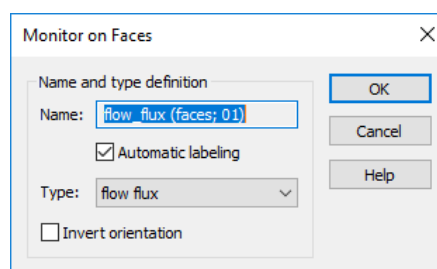 Monitor on Faces
Name and type definition
Name: flow_flux (faces; 01)
Automatic labeling
Type: flow flux
Invert orientation
OK
Cancel
Help